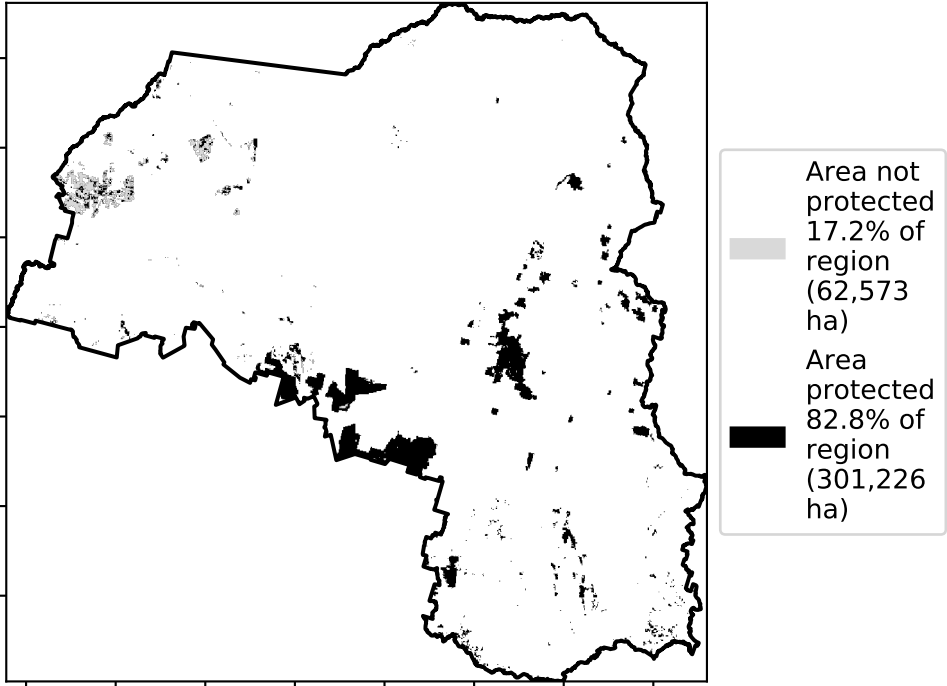 Area not
protected
17.2% of
region
(62,573
ha)
Area
protected
82.8% of
region
(301,226
ha)